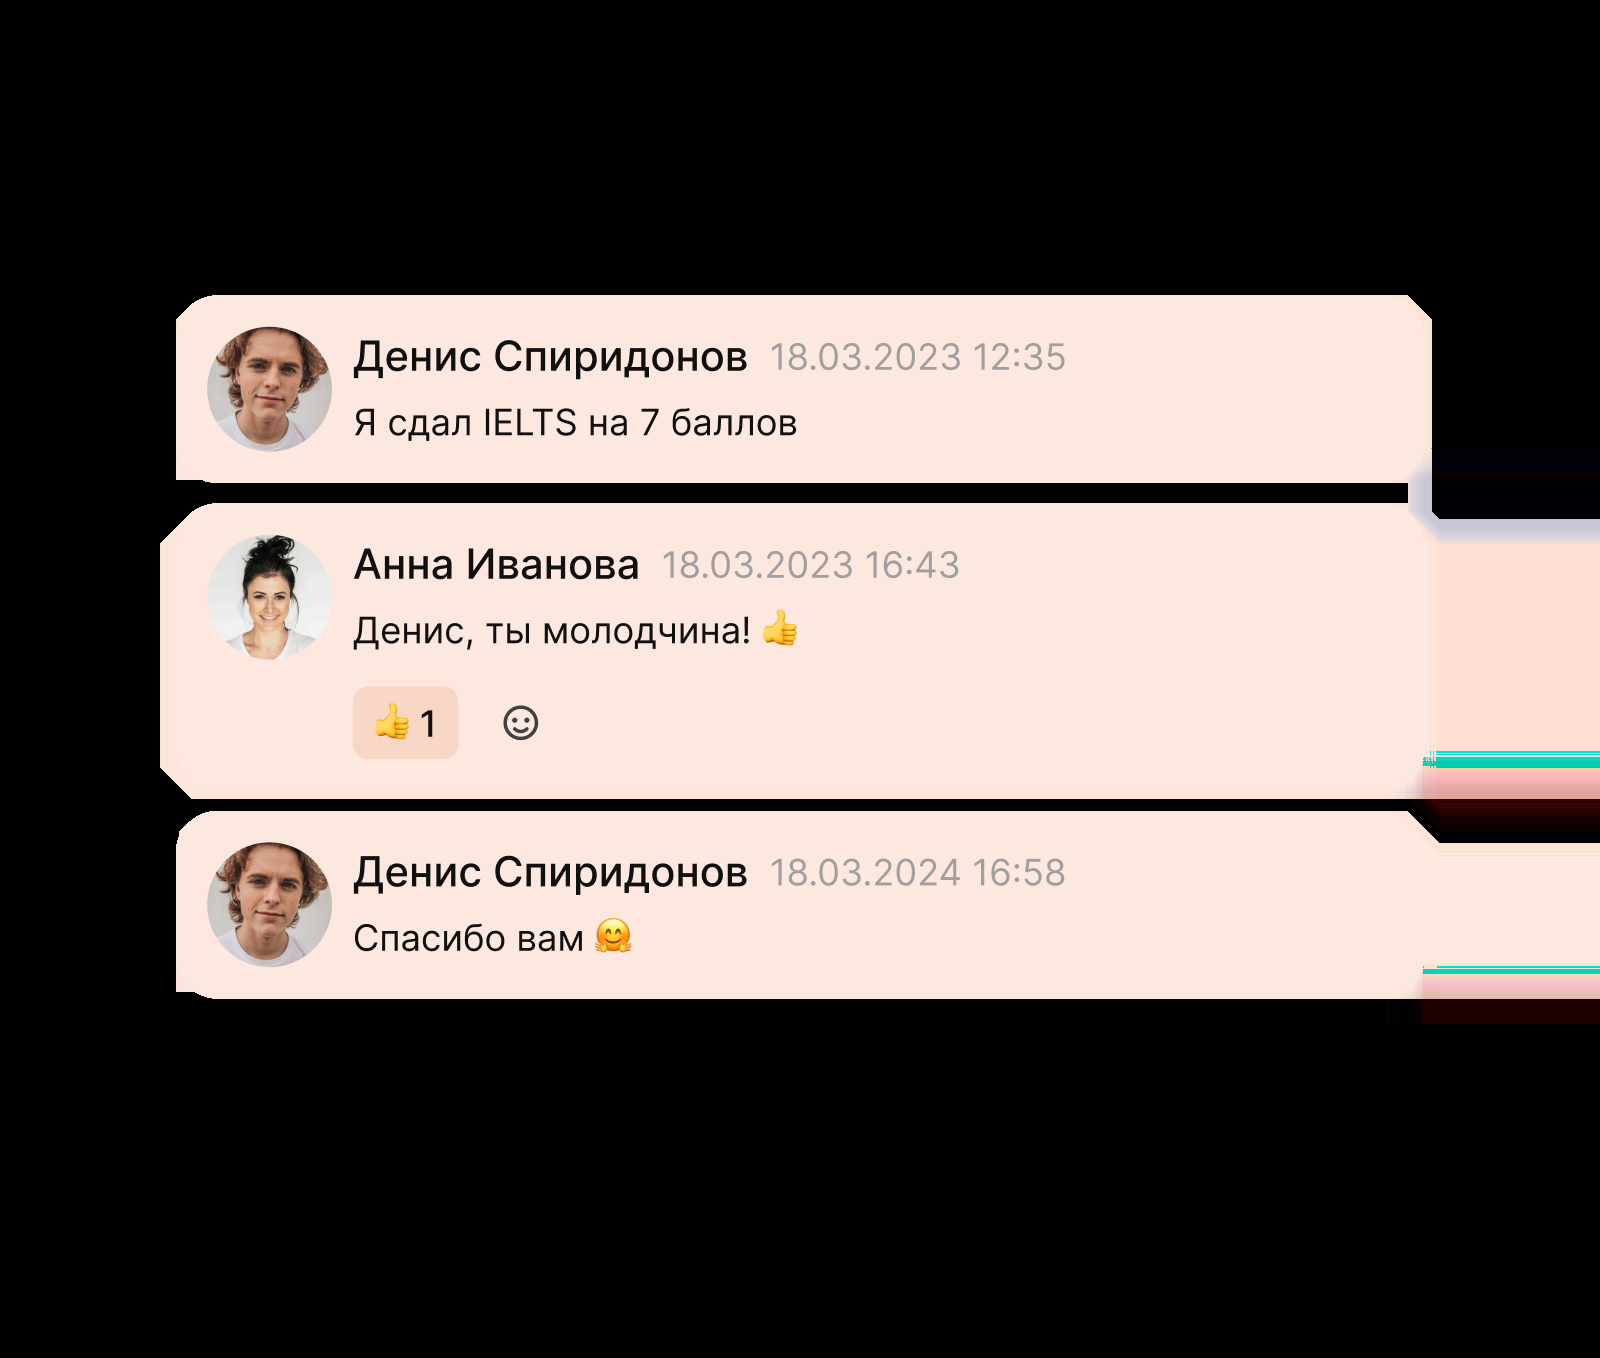 Денис Спиридонов 18.03.2023 12:35
Я сдал IELTS на 7 баллов
Анна Иванова 18.03.2023 16:43
Денис, ты молодчина! 👍
👍 1
Денис Спиридонов 18.03.2024 16:58
Спасибо вам 🤗